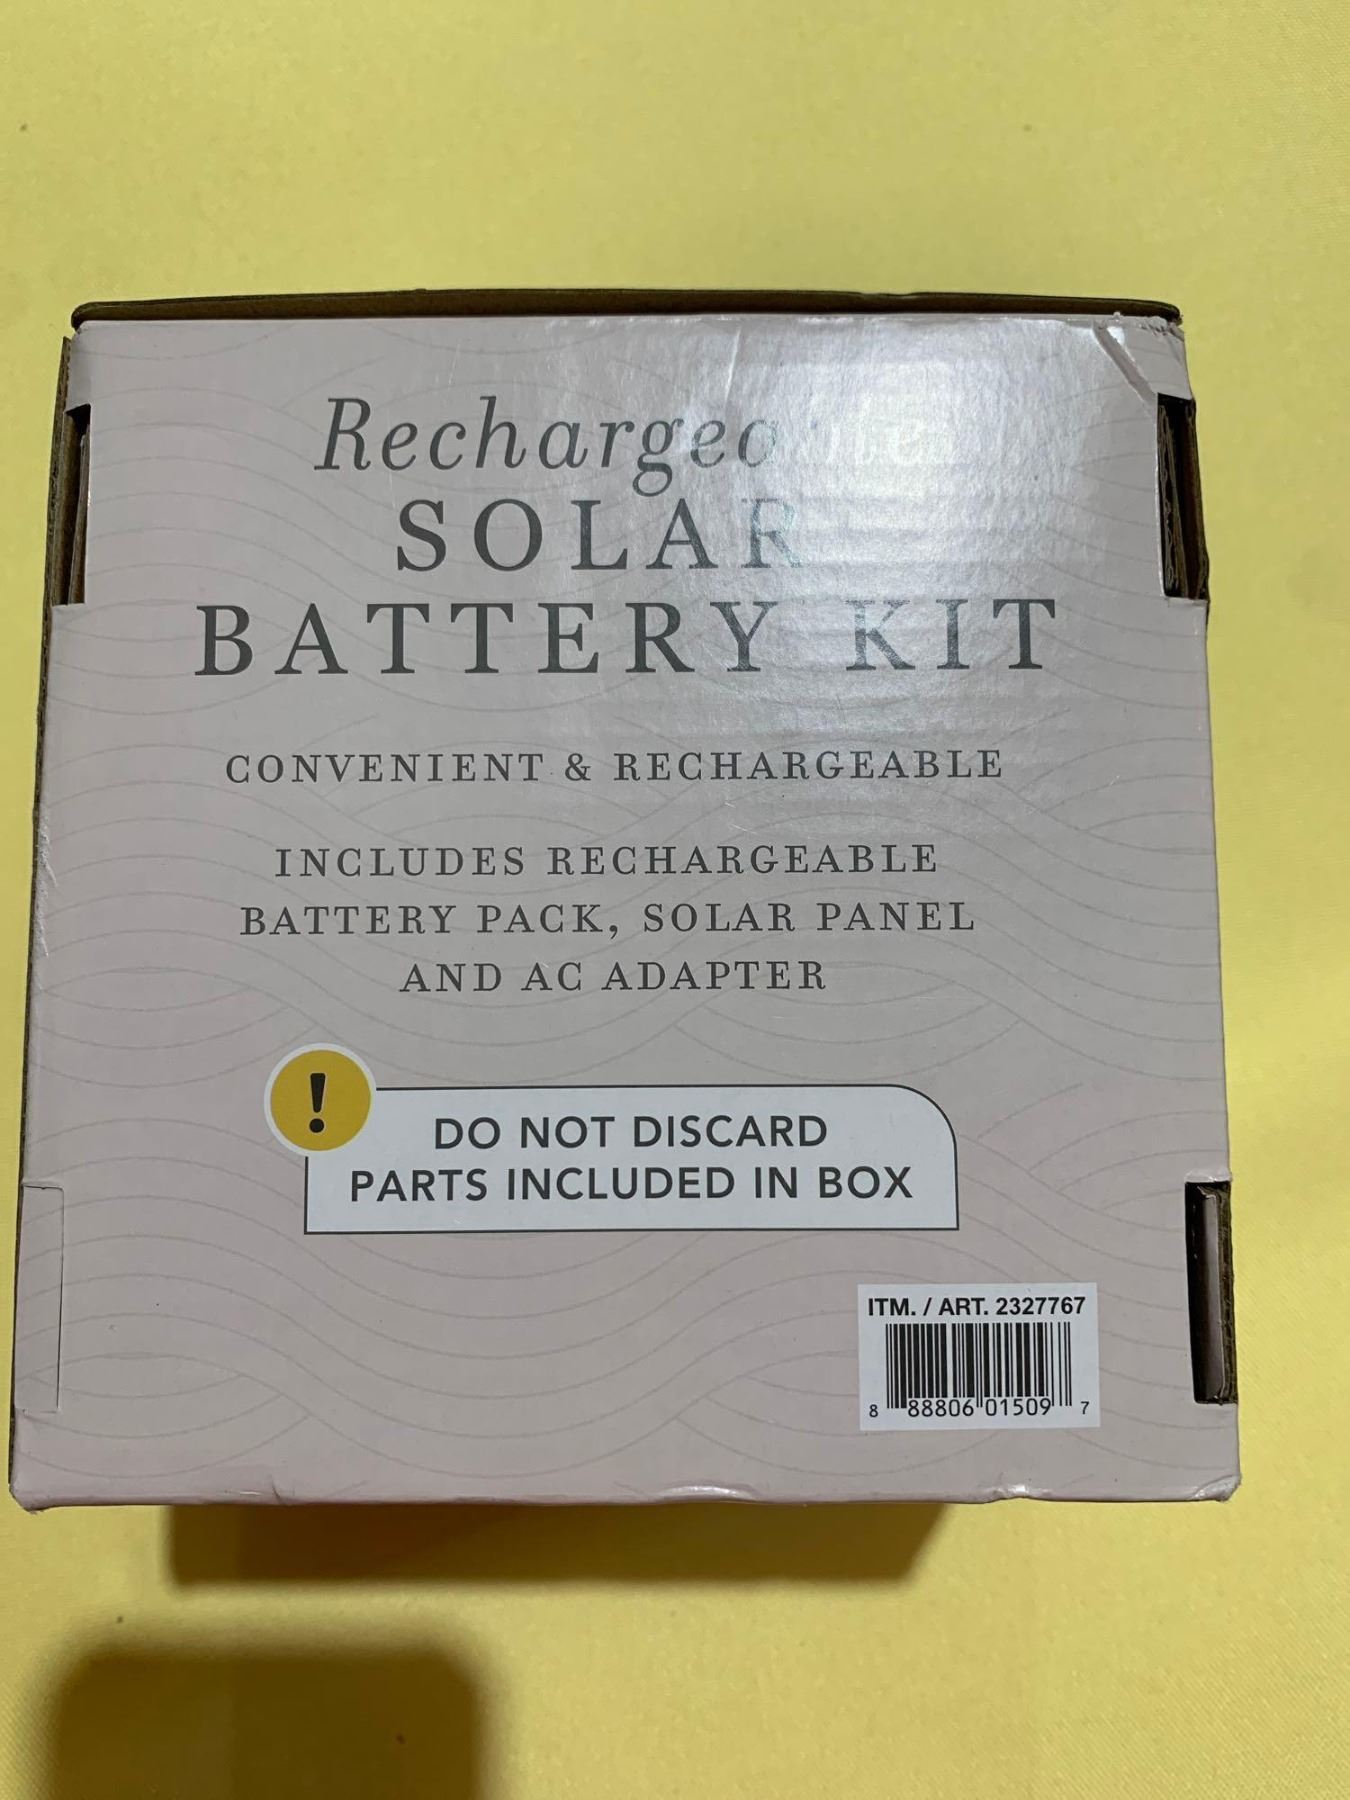 Rechargeable
SOLAR
BATTERY KIT
CONVENIENT & RECHARGEABLE
INCLUDES RECHARGEABLE
BATTERY PACK, SOLAR PANEL
AND AC ADAPTER
!
DO NOT DISCARD
PARTS INCLUDED IN BOX
ITM. / ART. 2327767
8 88806 01509 7